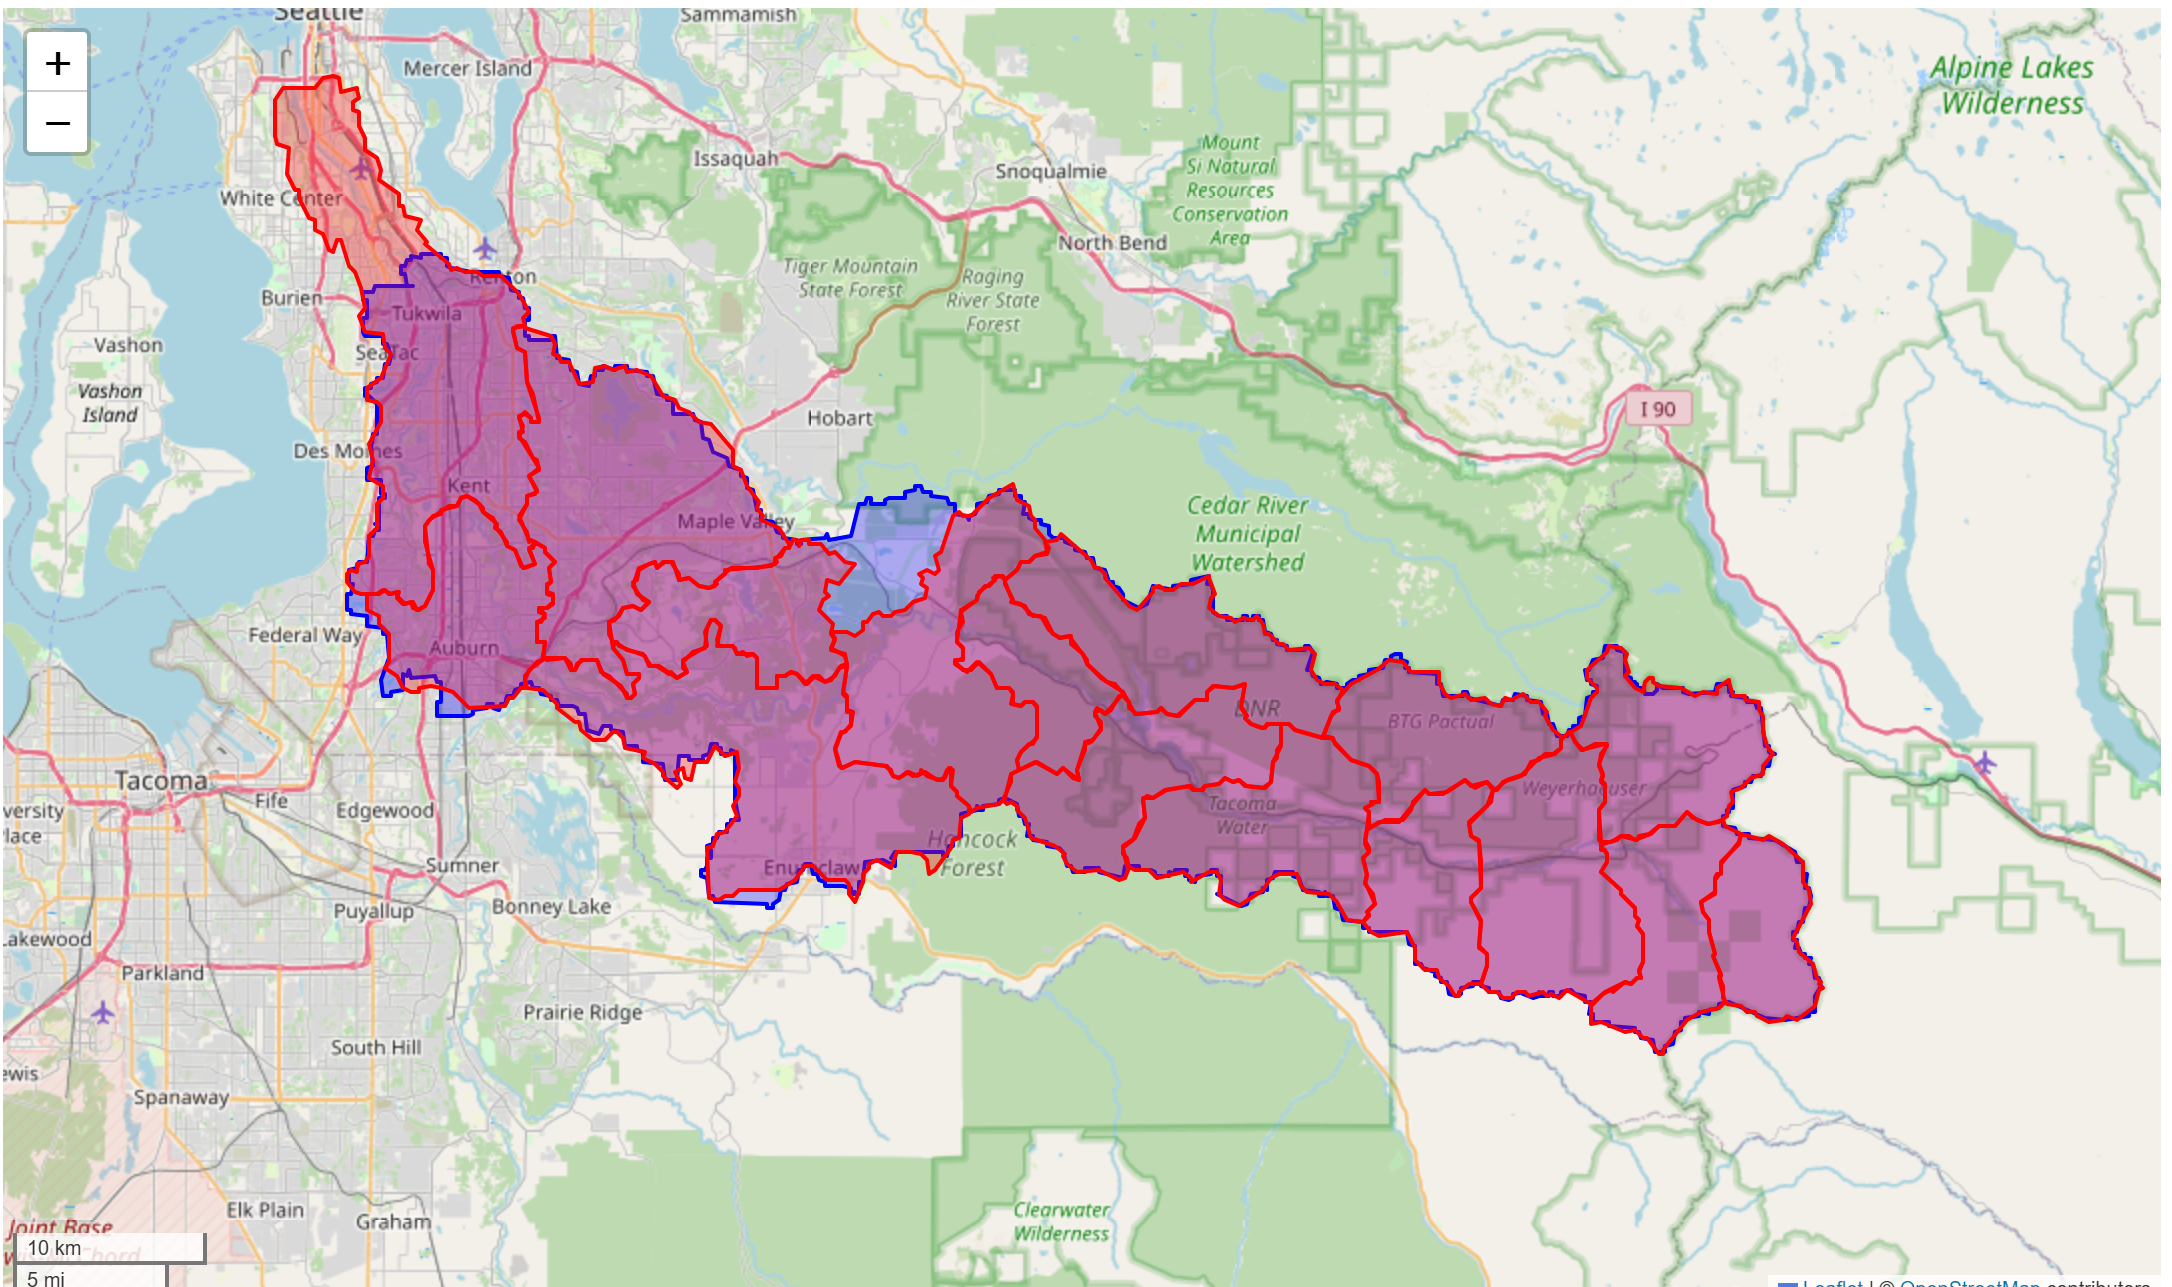 Seattle
Sammamish
+
Mercer Island
Alpine Lakes
Wilderness
−
Issaquah
Mount
Si Natural
Resources
Conservation
Area
Snoqualmie
White Center
North Bend
Tiger Mountain
State Forest
Raging
River State
Forest
Renton
Burien
Tukwila
Vashon
SeaTac
Vashon
Island
Hobart
I 90
Des Moines
Kent
Maple Valley
Cedar River
Municipal
Watershed
Federal Way
Auburn
DNR
BTG Pactual
Tacoma
Weyerhaeuser
Fife
Edgewood
Tacoma
Water
versity
Place
Hancock
Forest
Sumner
Enumclaw
Puyallup
Bonney Lake
Lakewood
Parkland
Prairie Ridge
South Hill
ewis
Spanaway
Elk Plain
Graham
Clearwater
Wilderness
Joint Base
10 km
5 mi
Leaflet | © OpenStreetMap contributors